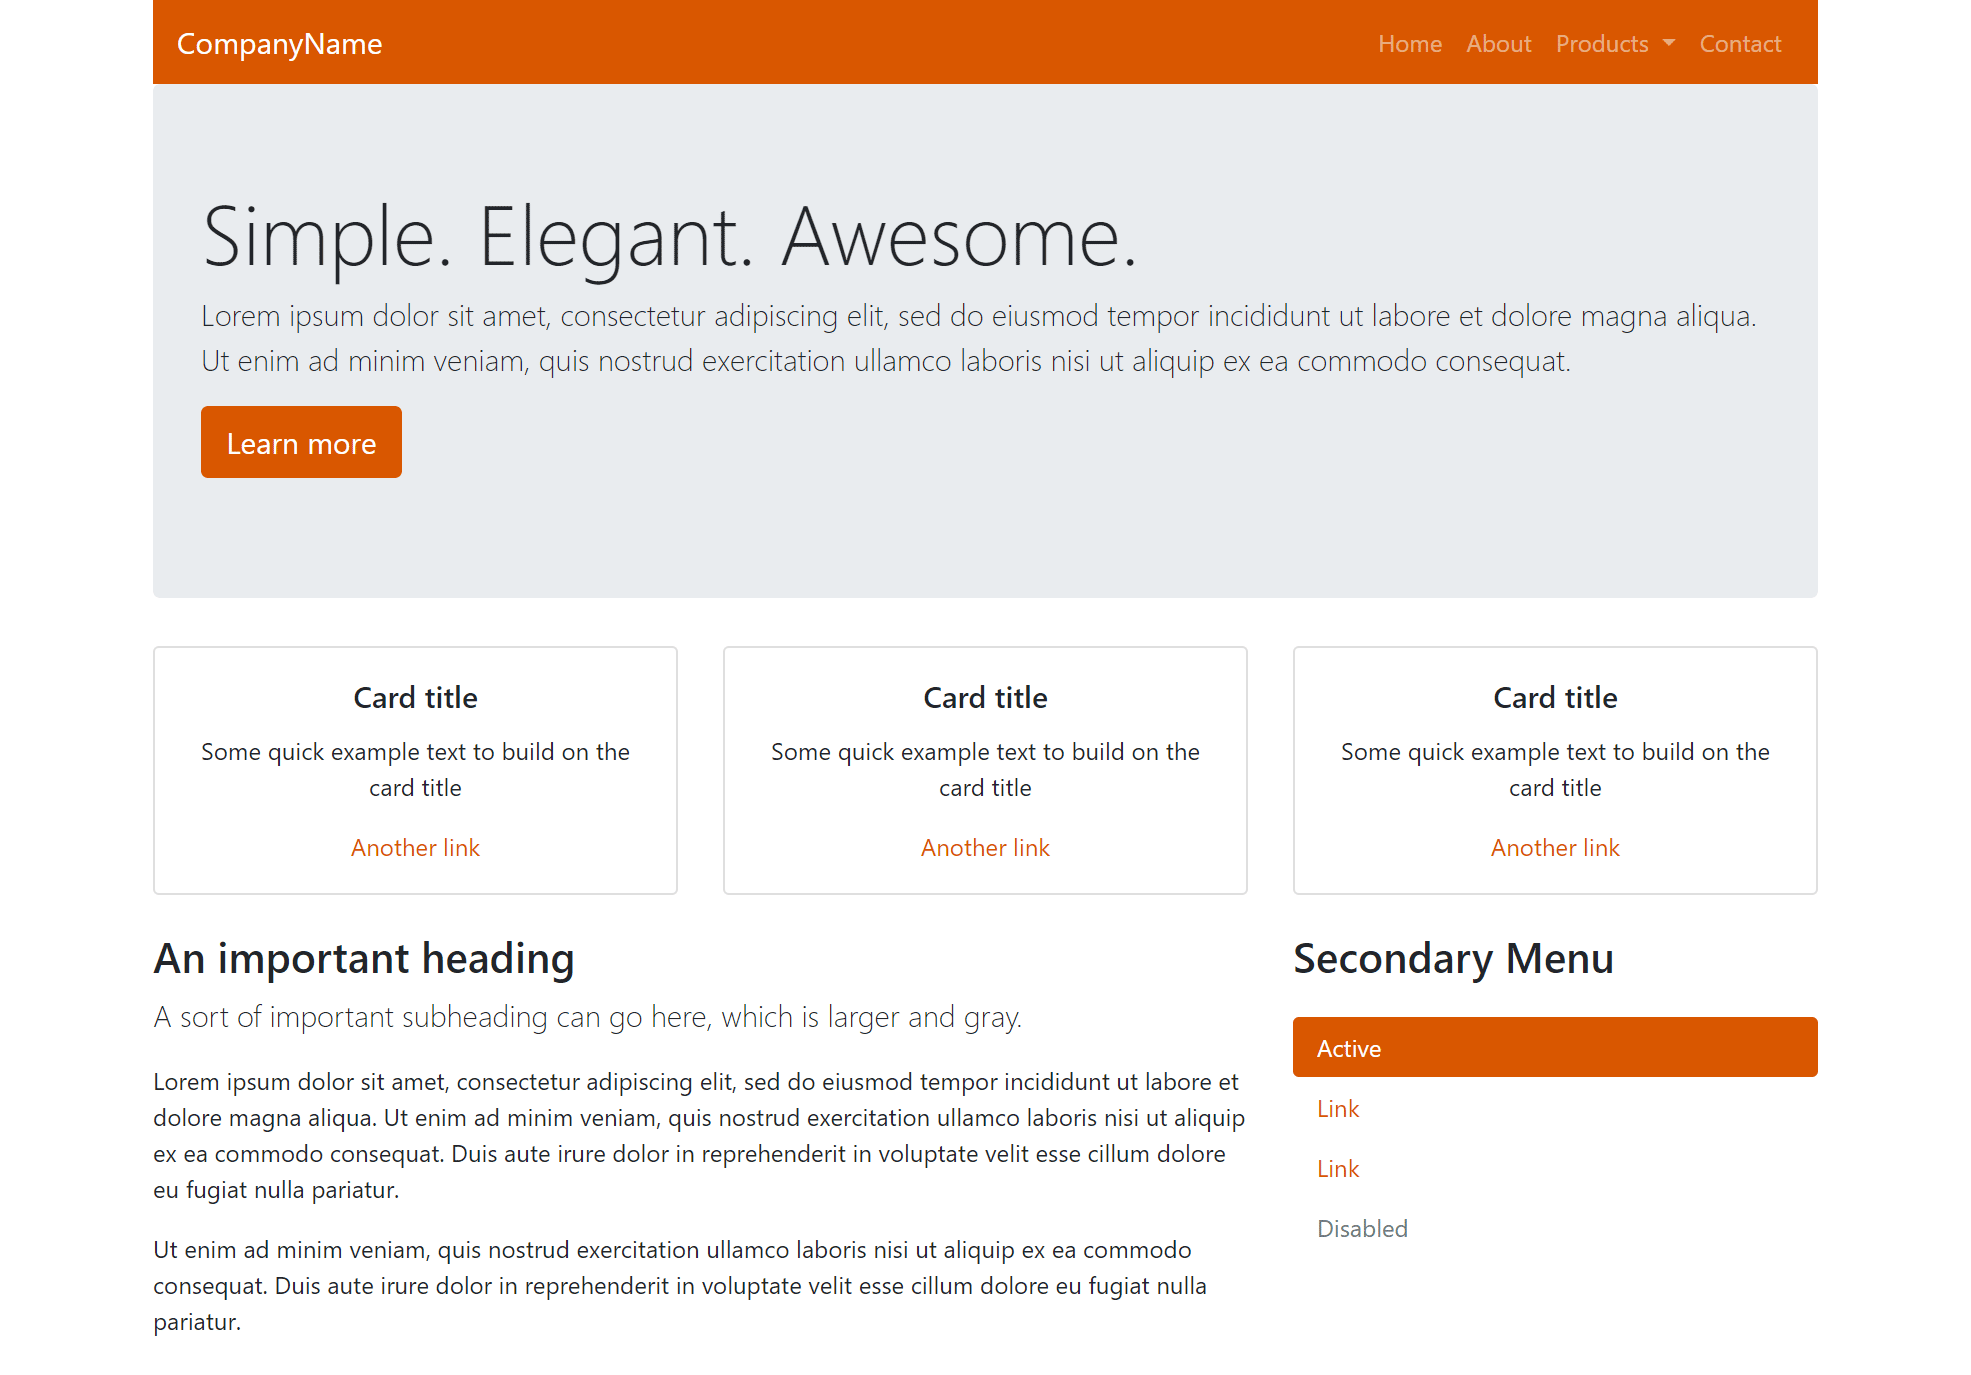 CompanyName
Home About Products Contact
Simple. Elegant. Awesome.
Lorem ipsum dolor sit amet, consectetur adipiscing elit, sed do eiusmod tempor incididunt ut labore et dolore magna aliqua.
Ut enim ad minim veniam, quis nostrud exercitation ullamco laboris nisi ut aliquip ex ea commodo consequat.
Learn more
Card title
Some quick example text to build on the
card title
Another link
Card title
Some quick example text to build on the
card title
Another link
Card title
Some quick example text to build on the
card title
Another link
An important heading
A sort of important subheading can go here, which is larger and gray.
Lorem ipsum dolor sit amet, consectetur adipiscing elit, sed do eiusmod tempor incididunt ut labore et
dolore magna aliqua. Ut enim ad minim veniam, quis nostrud exercitation ullamco laboris nisi ut aliquip
ex ea commodo consequat. Duis aute irure dolor in reprehenderit in voluptate velit esse cillum dolore
eu fugiat nulla pariatur.
Ut enim ad minim veniam, quis nostrud exercitation ullamco laboris nisi ut aliquip ex ea commodo
consequat. Duis aute irure dolor in reprehenderit in voluptate velit esse cillum dolore eu fugiat nulla
pariatur.
Secondary Menu
Active
Link
Link
Disabled